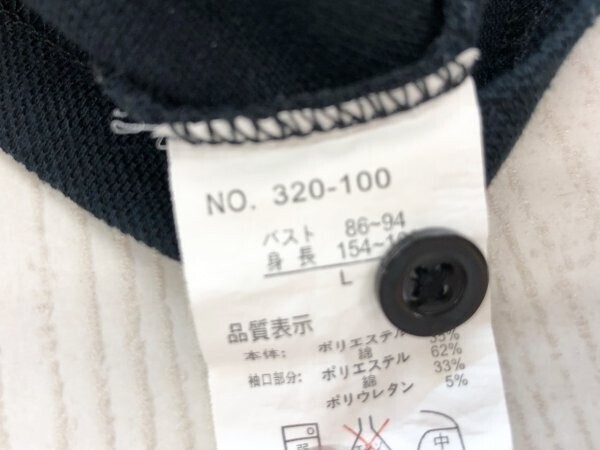 NO. 320-100
バスト 86~94
身長 154~1
L
品質表示
本体: ポリエステル
綿
袖口部分: ポリエステル 62%
綿 33%
ポリウレタン 5%
弱
中